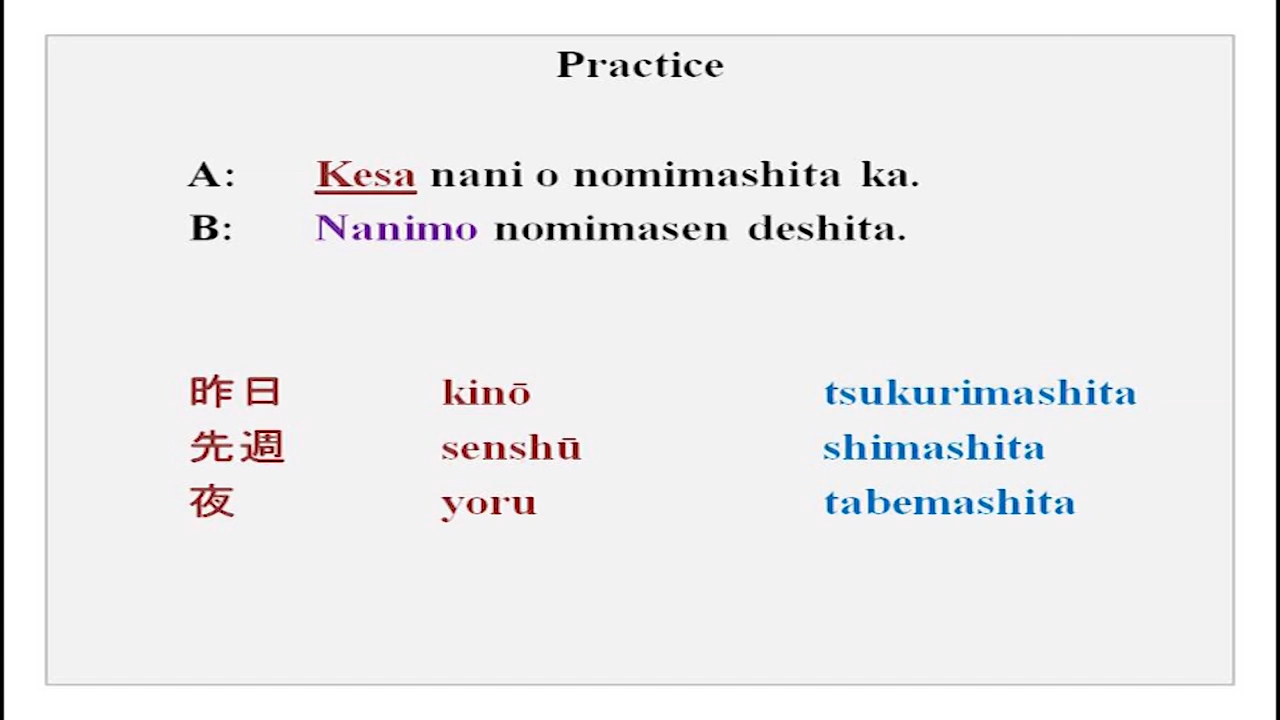 Practice
A: Kesa nani o nomimashita ka.
B: Nanimo nomimasen deshita.
昨日 kinō tsukurimashita
先週 senshū shimashita
夜 yoru tabemashita